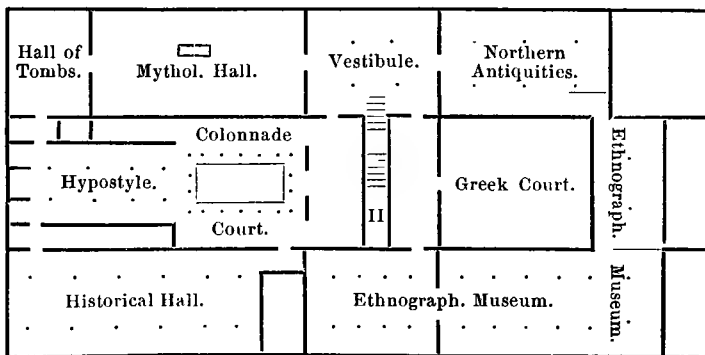 Hall of
Tombs.
Mythol. Hall.
Vestibule.
Northern
Antiquities.
Colonnade
Hypostyle.
Court.
II
Greek Court.
Ethnograph.
Museum.
Historical Hall.
Ethnograph. Museum.